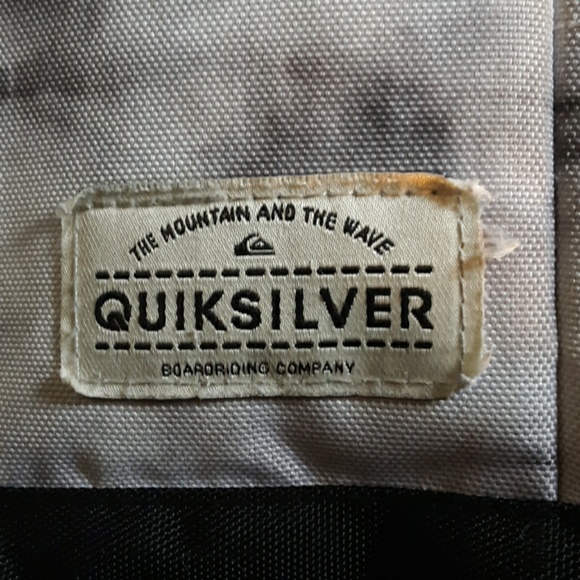 THE MOUNTAIN AND THE WAVE
QUIKSILVER
BOARDRIDING COMPANY